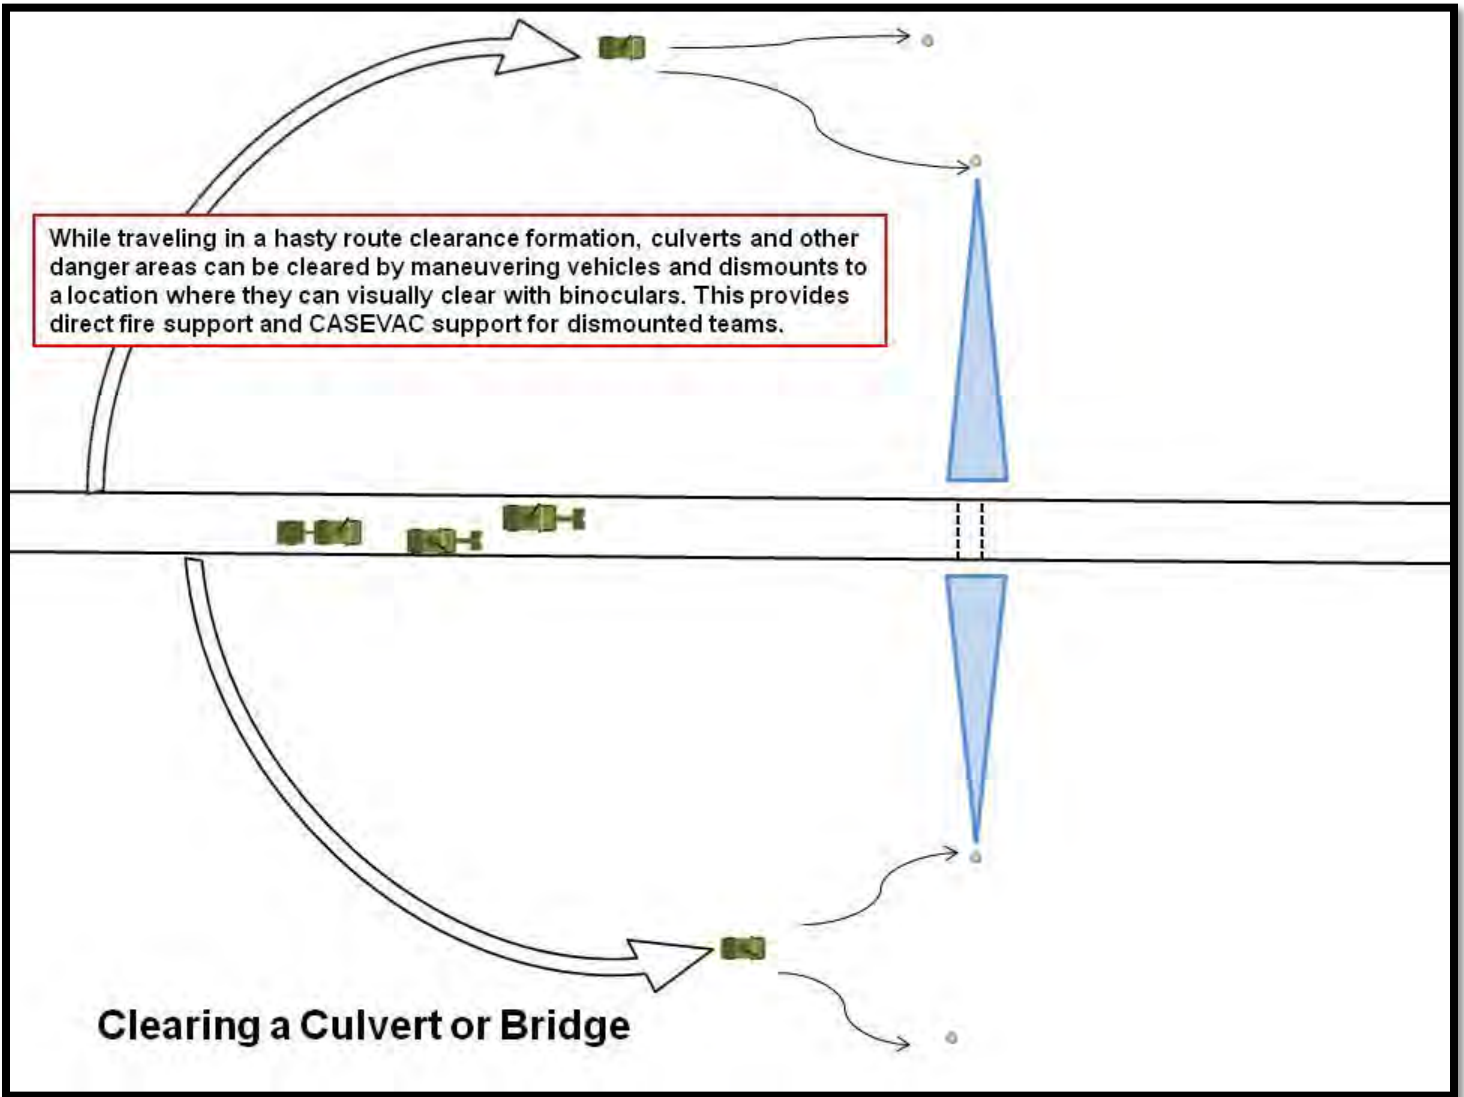 While traveling in a hasty route clearance formation, culverts and other
danger areas can be cleared by maneuvering vehicles and dismounts to
a location where they can visually clear with binoculars. This provides
direct fire support and CASEVAC support for dismounted teams.
Clearing a Culvert or Bridge